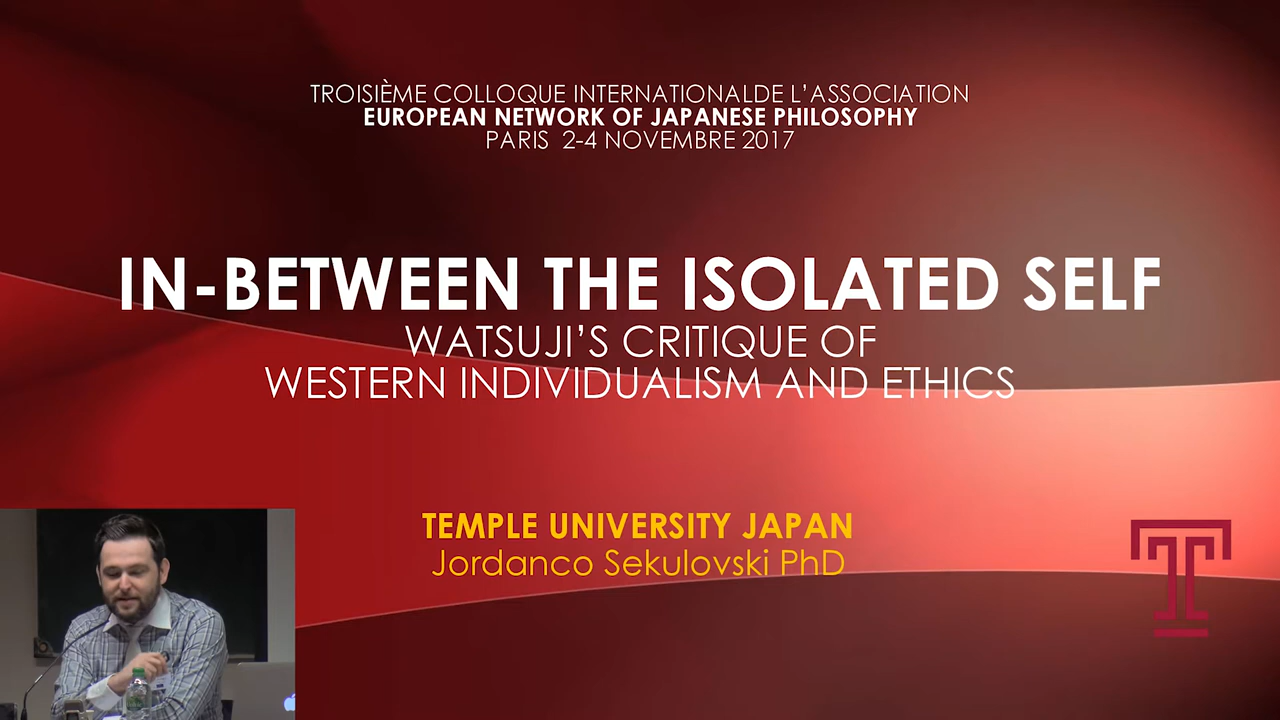 TROISIÈME COLLOQUE INTERNATIONALDE L’ASSOCIATION
EUROPEAN NETWORK OF JAPANESE PHILOSOPHY
PARIS 2-4 NOVEMBRE 2017
IN-BETWEEN THE ISOLATED SELF
WATSUJI’S CRITIQUE OF
WESTERN INDIVIDUALISM AND ETHICS
TEMPLE UNIVERSITY JAPAN
Jordanco Sekulovski PhD